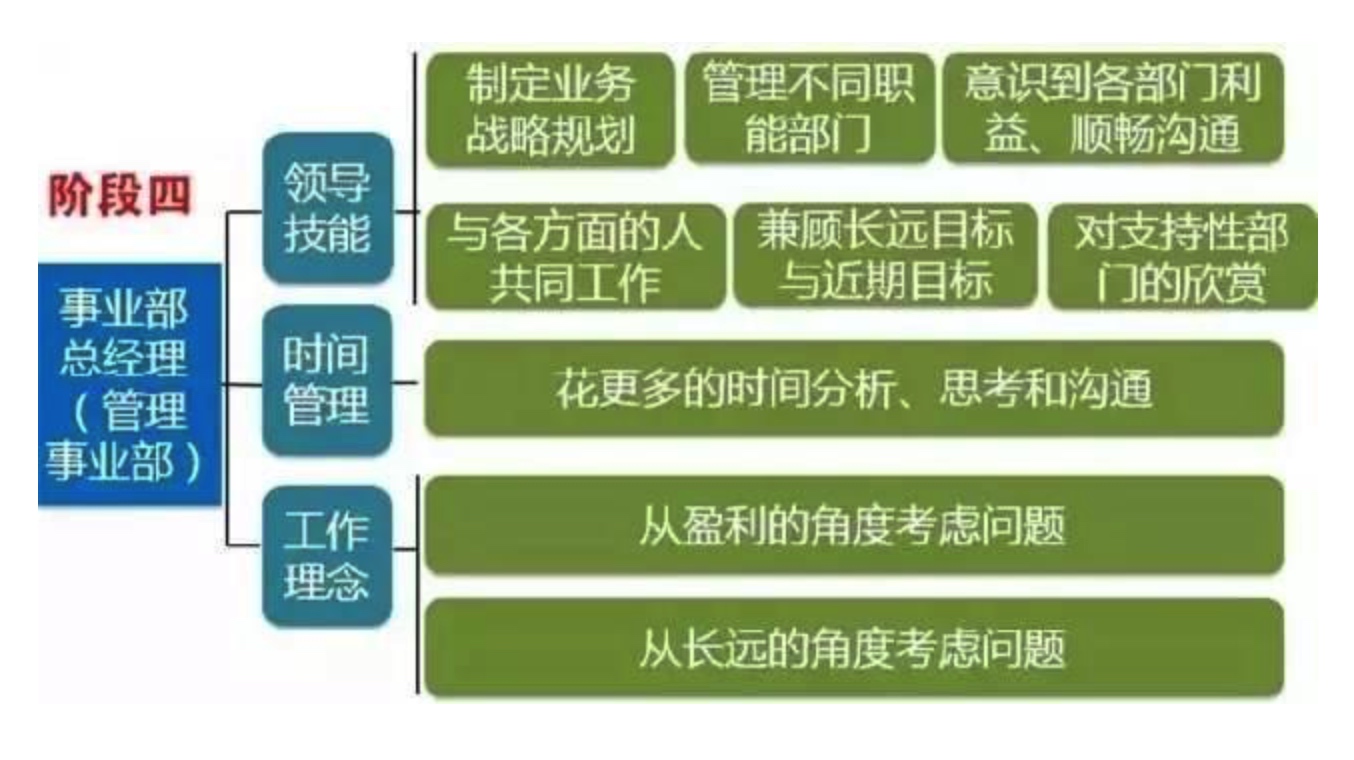 阶段四
事业部
总经理
（管理
事业部）
领导
技能
制定业务
战略规划
管理不同职
能部门
意识到各部门利
益、顺畅沟通
与各方面的人
共同工作
兼顾长远目标
与近期目标
对支持性部
门的欣赏
时间
管理
花更多的时间分析、思考和沟通
工作
理念
从盈利的角度考虑问题
从长远的角度考虑问题